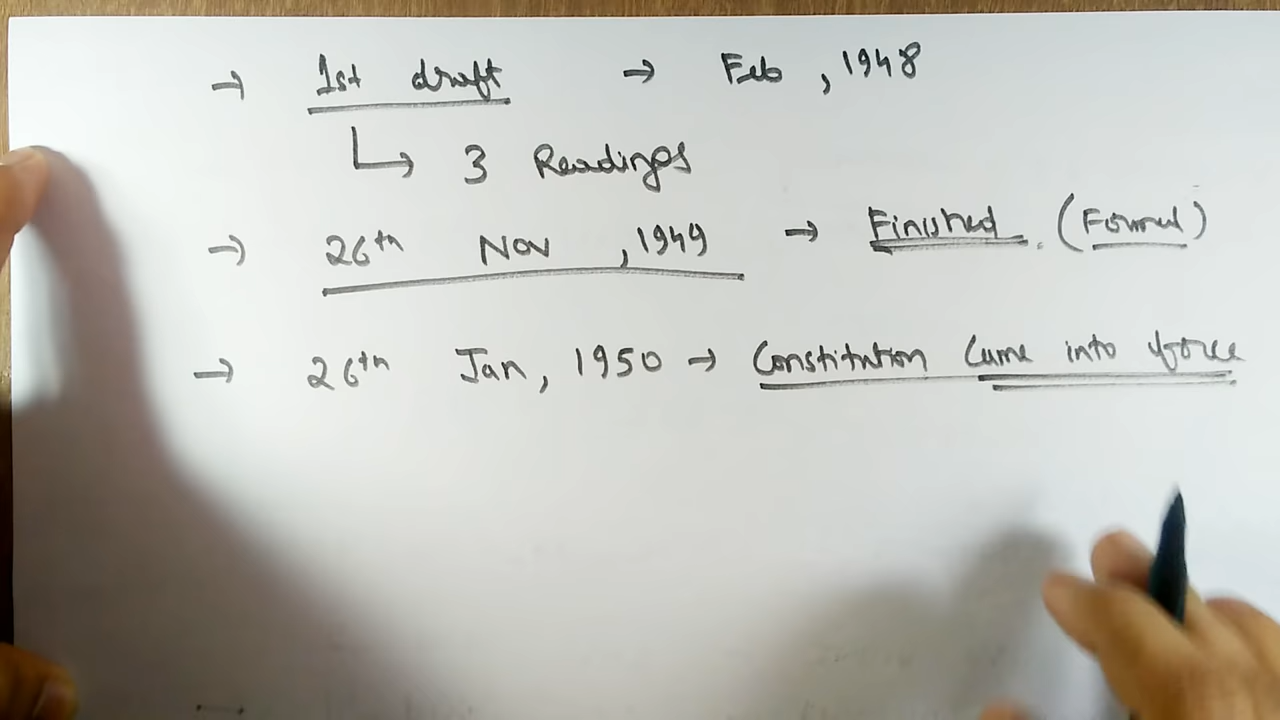 → 1st draft → Feb, 1948
↳ 3 Readings
→ 26th Nov, 1949 → Finished. (Formal)
→ 26th Jan, 1950 → Constitution Came into force